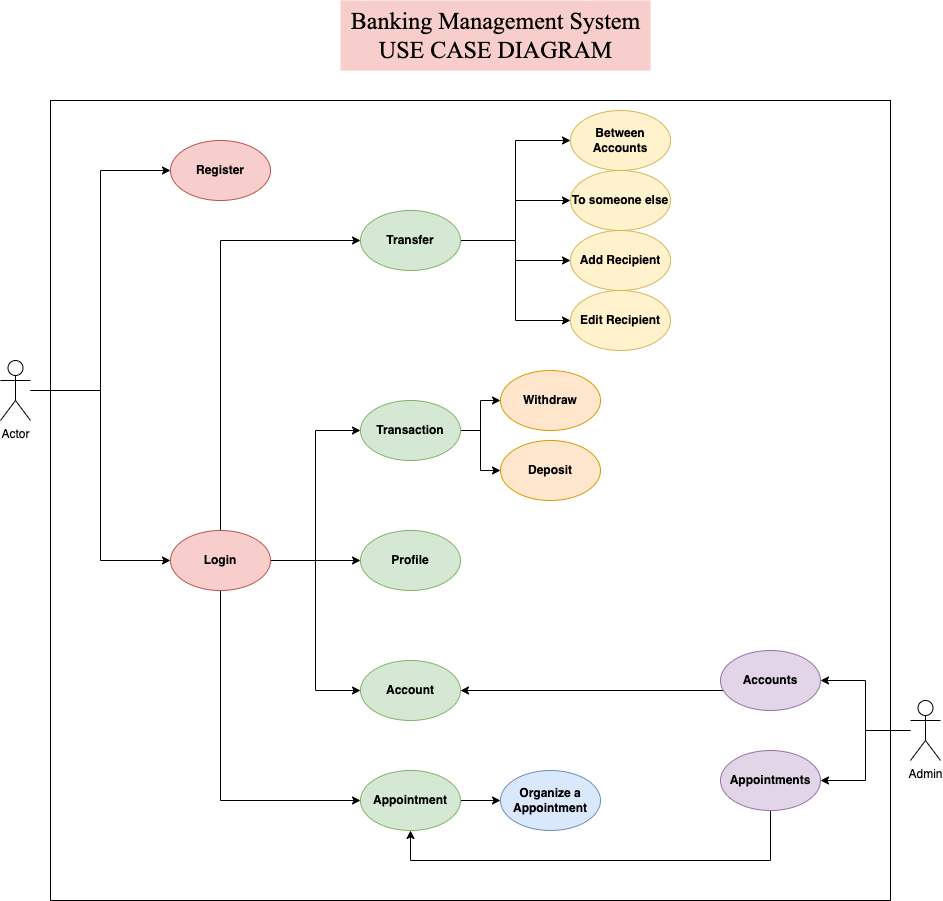 Banking Management System
USE CASE DIAGRAM
Between
Accounts
Register
To someone else
Transfer
Add Recipient
Edit Recipient
Actor
Withdraw
Transaction
Deposit
Login
Profile
Account
Accounts
Admin
Appointment
Organize a
Appointment
Appointments